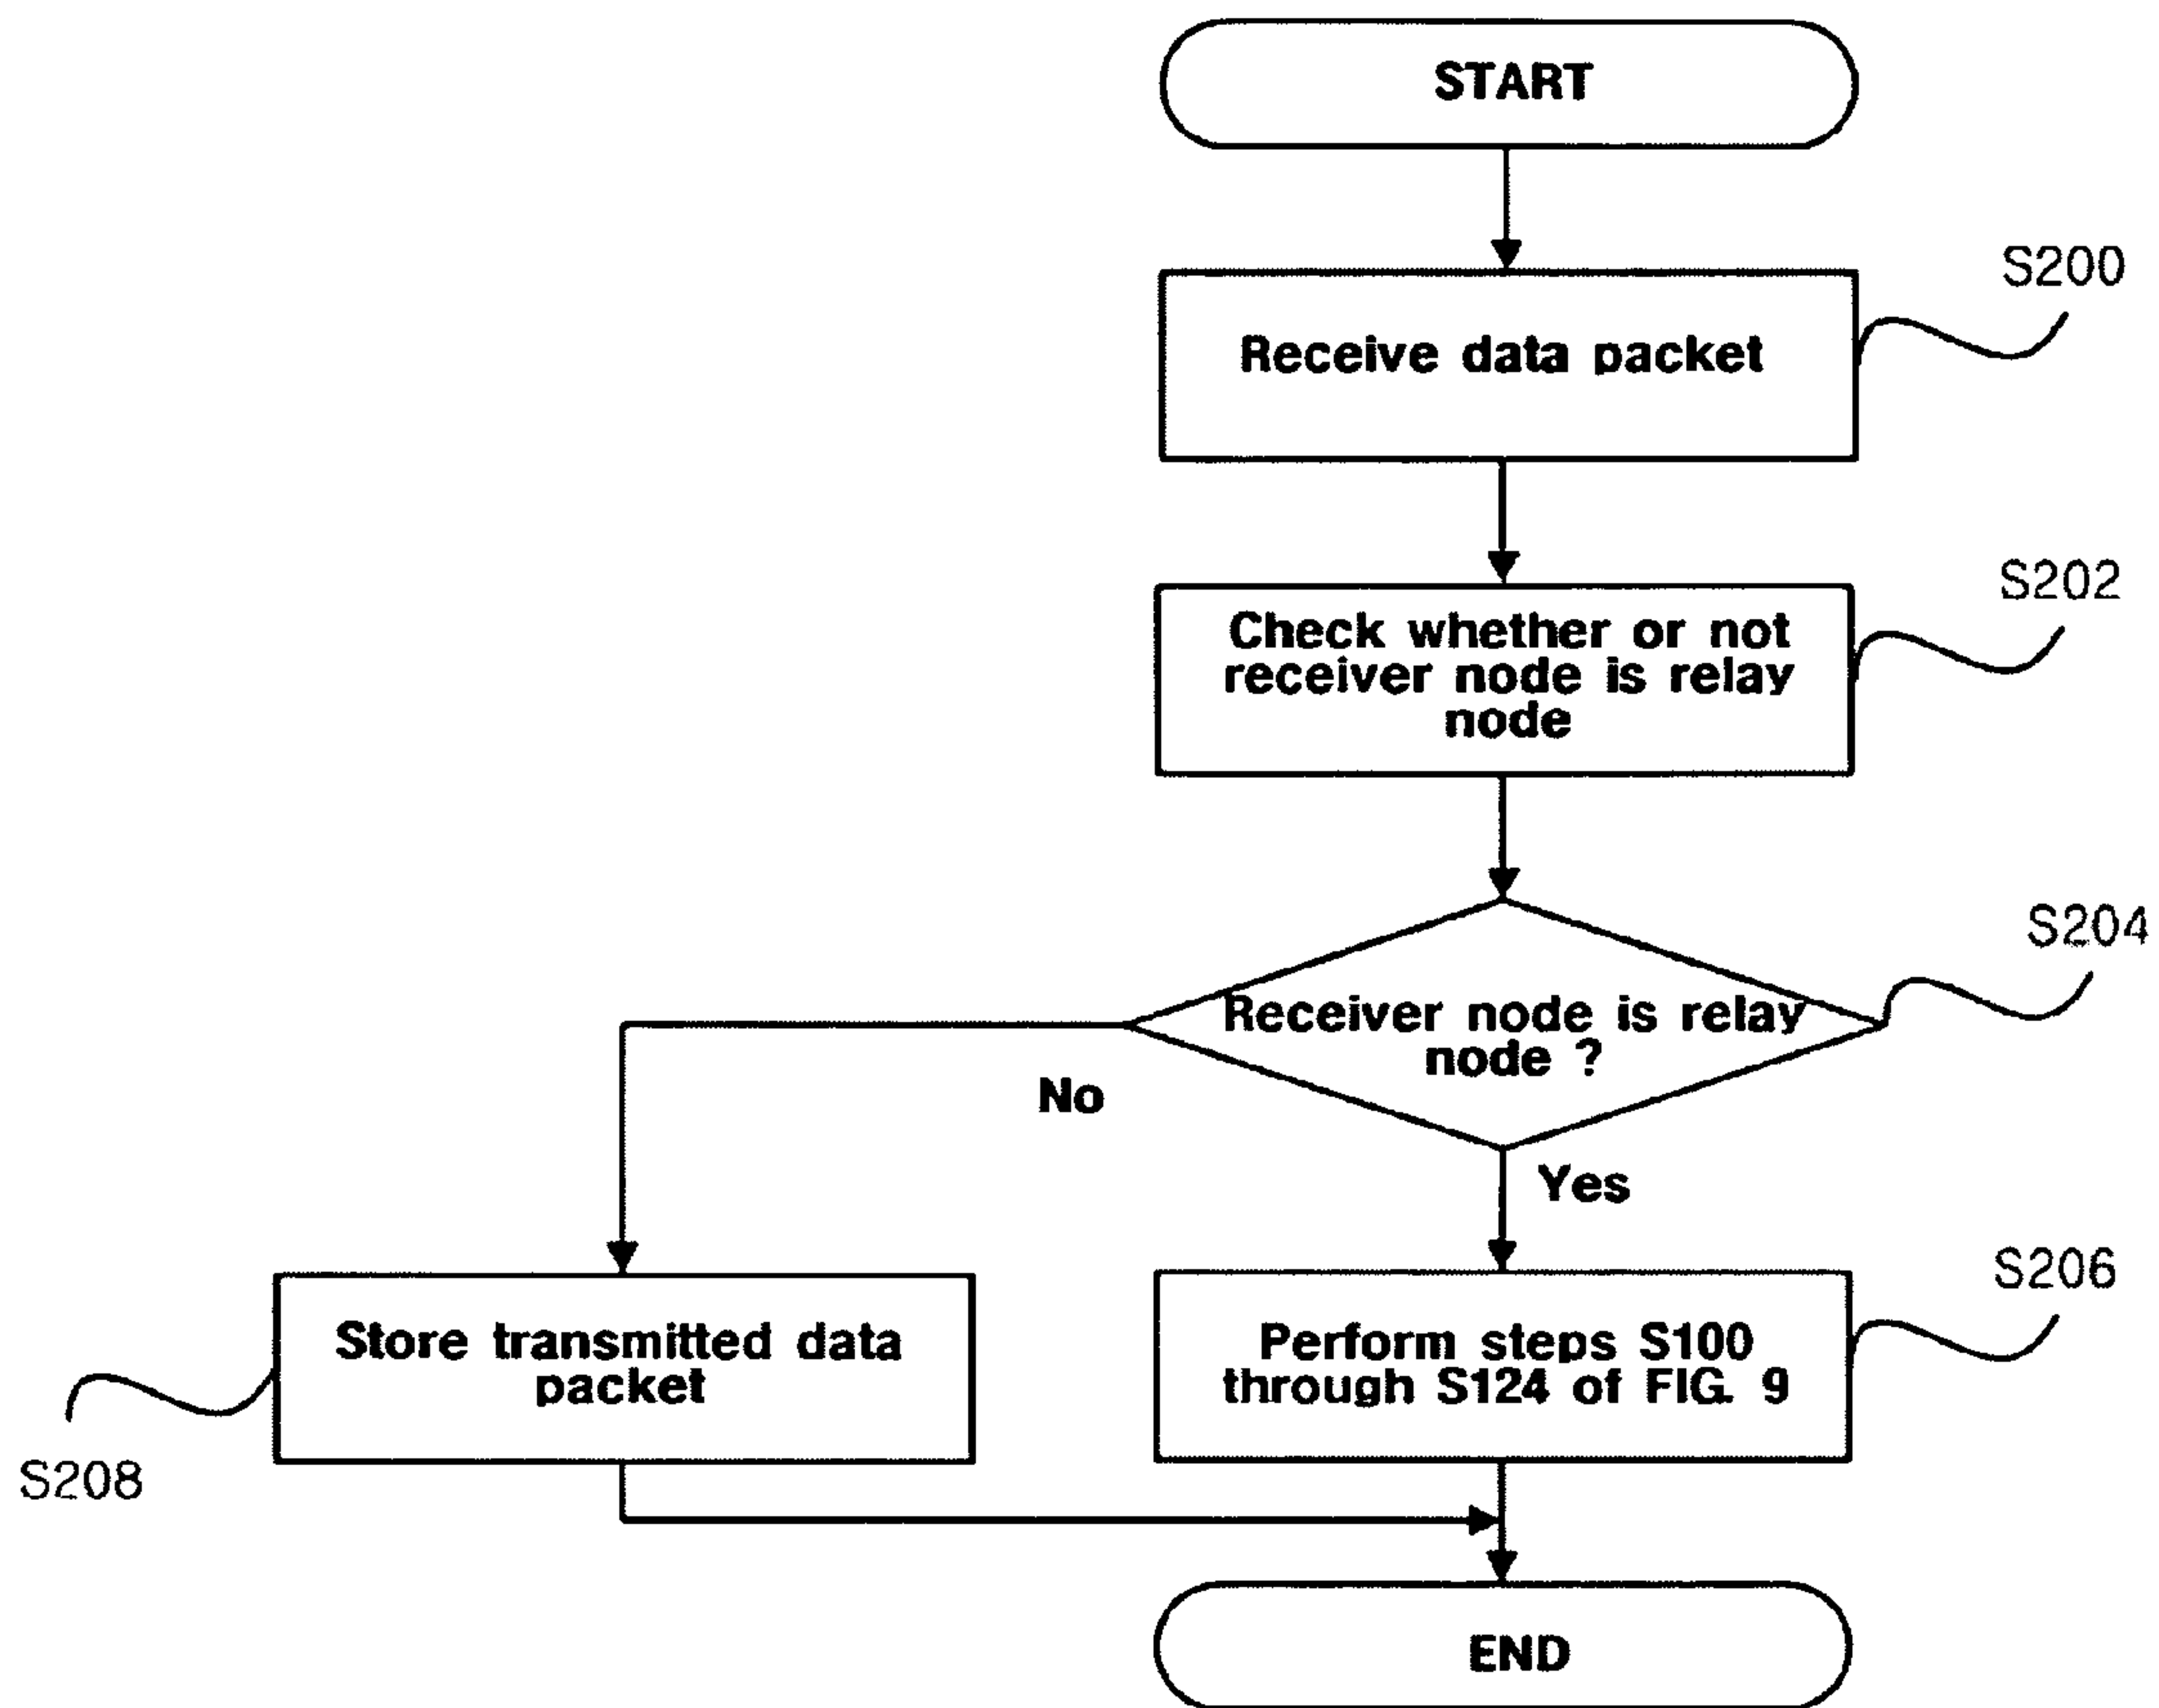 START
S200
Receive data packet
S202
Check whether or not
receiver node is relay
node
S204
Receiver node is relay
node ?
No
Yes
S206
Store transmitted data
packet
Perform steps S100
through S124 of FIG. 9
S208
END